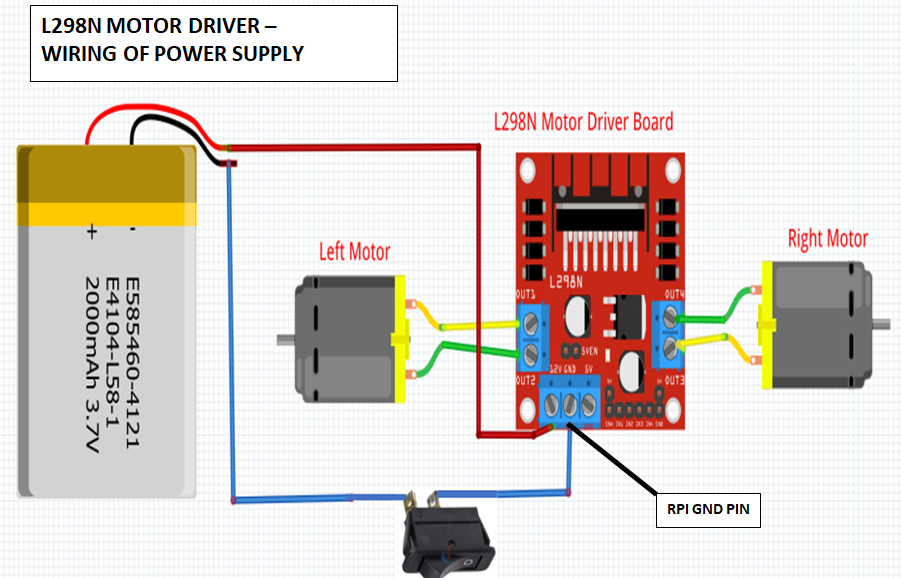 L298N MOTOR DRIVER –
WIRING OF POWER SUPPLY
L298N Motor Driver Board
Left Motor
Right Motor
+
-
E585460-4121
E4104-L58-1
2000mAh 3.7V
L298N
OUT1
OUT4
5VEN
OUT2
12V GND 5V
OUT3
RPI GND PIN